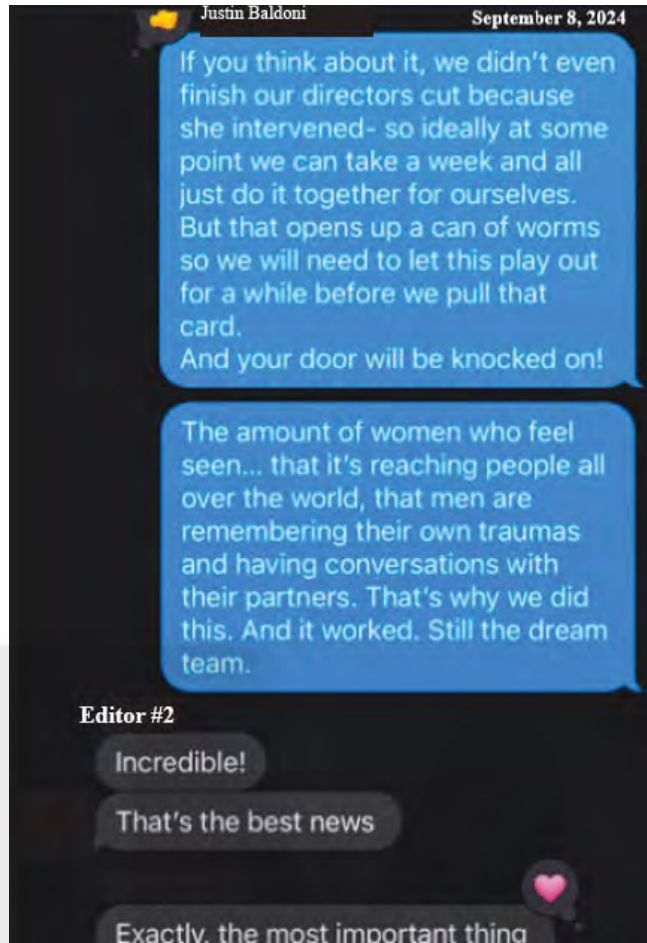 Justin Baldoni
September 8, 2024
If you think about it, we didn't even
finish our directors cut because
she intervened- so ideally at some
point we can take a week and all
just do it together for ourselves.
But that opens up a can of worms
so we will need to let this play out
for a while before we pull that
card.
And your door will be knocked on!
The amount of women who feel
seen... that it's reaching people all
over the world, that men are
remembering their own traumas
and having conversations with
their partners. That's why we did
this. And it worked. Still the dream
team.
Editor #2
Incredible!
That's the best news
Exactly, the most important thing